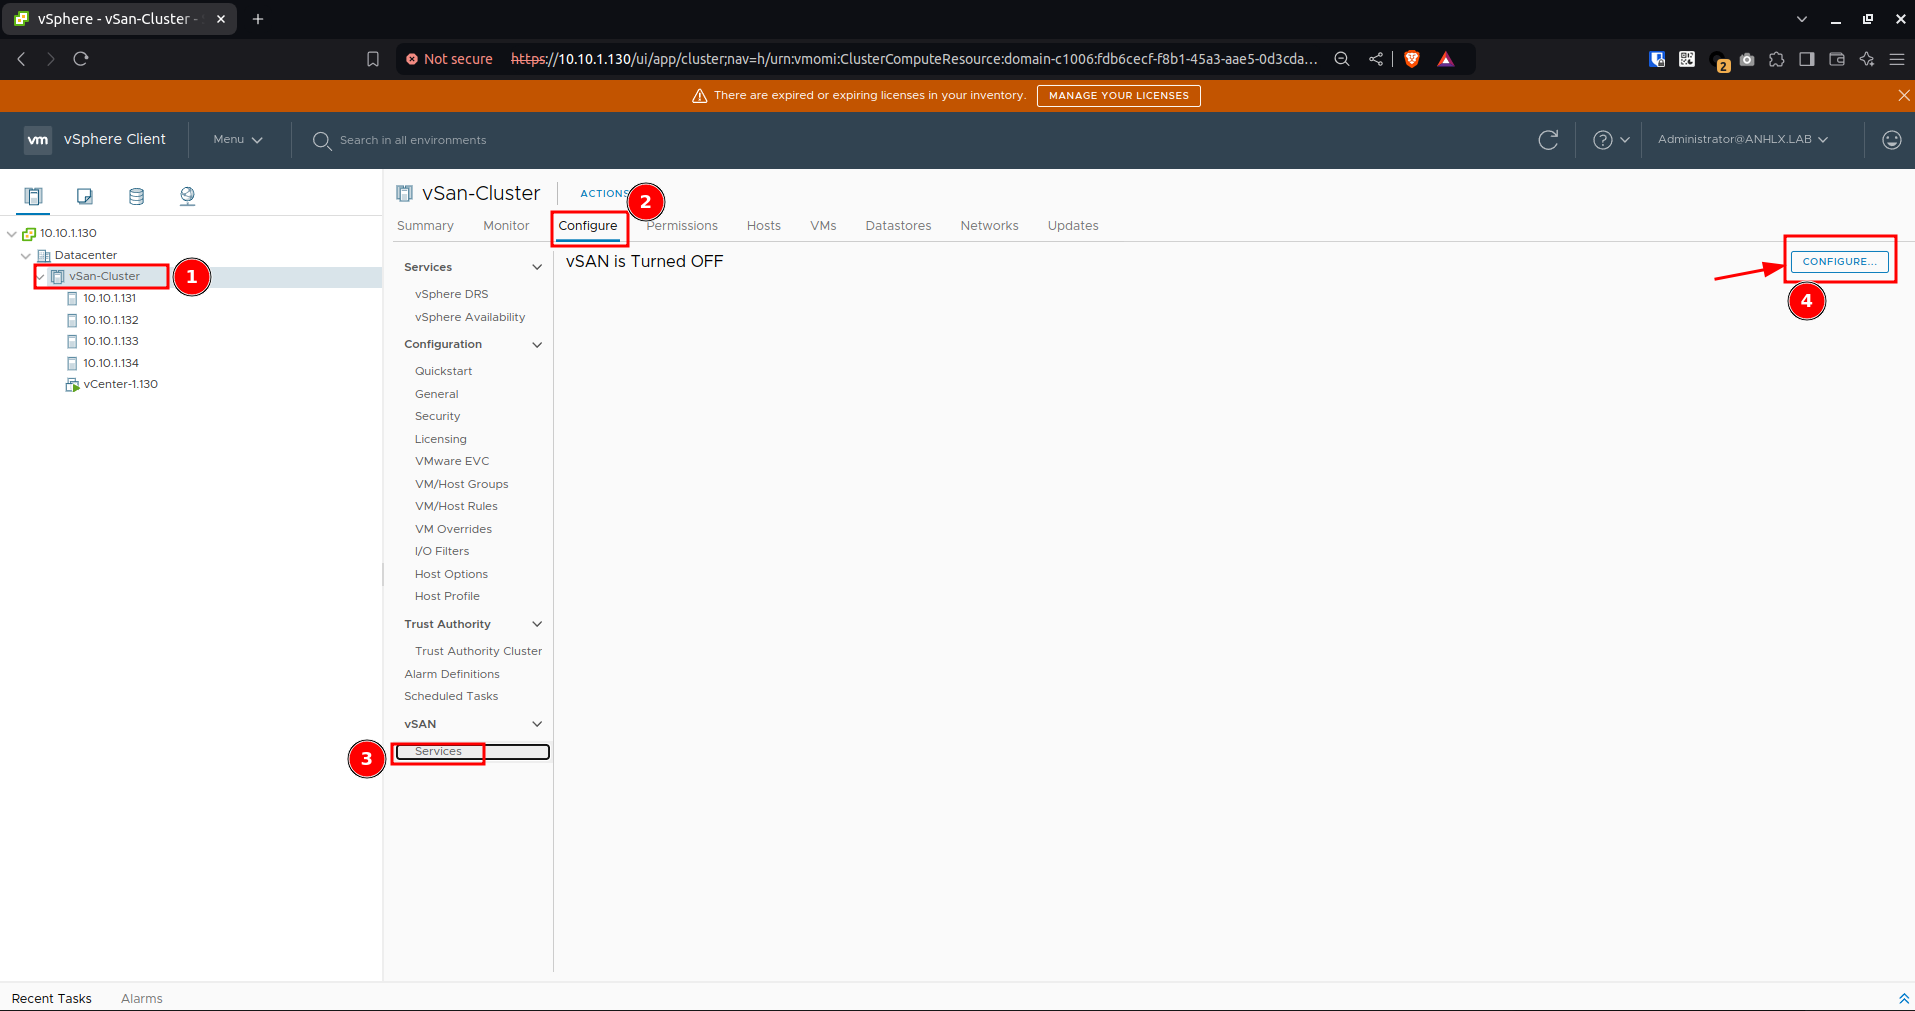 vSphere - vSan-Cluster -
Not secure https://10.10.1.130/ui/app/cluster;nav=h/urn:vmomi:ClusterComputeResource:domain-c1006:fdb6cecf-f8b1-45a3-aae5-0d3cda...
2
There are expired or expiring licenses in your inventory. MANAGE YOUR LICENSES
vm vSphere Client Menu Search in all environments Administrator@ANHLX.LAB
10.10.1.130
Datacenter
vSan-Cluster 1
10.10.1.131
10.10.1.132
10.10.1.133
10.10.1.134
vCenter-1.130
vSan-Cluster ACTIONS 2
Summary Monitor Configure Permissions Hosts VMs Datastores Networks Updates
Services
vSphere DRS
vSphere Availability
Configuration
Quickstart
General
Security
Licensing
VMware EVC
VM/Host Groups
VM/Host Rules
VM Overrides
I/O Filters
Host Options
Host Profile
Trust Authority
Trust Authority Cluster
Alarm Definitions
Scheduled Tasks
vSAN
3 Services
vSAN is Turned OFF
CONFIGURE...
4
Recent Tasks Alarms